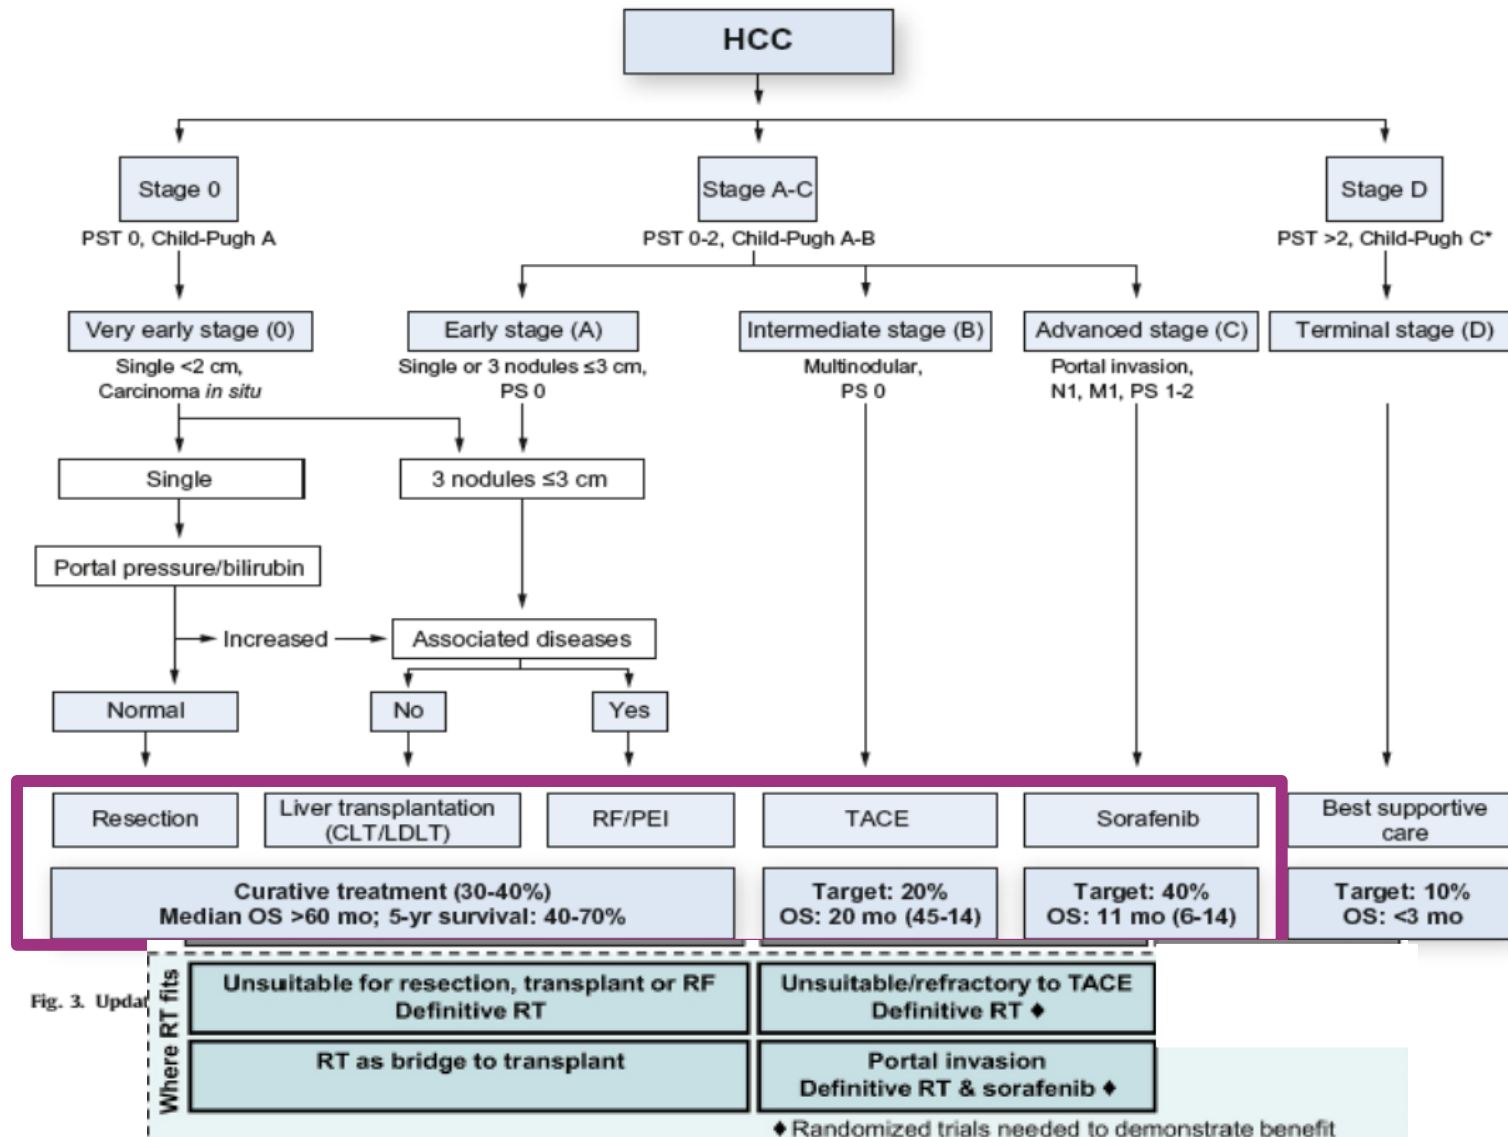 HCC
Stage 0
Stage A-C
Stage D
PST 0, Child-Pugh A
PST 0-2, Child-Pugh A-B
PST >2, Child-Pugh C*
Very early stage (0)
Early stage (A)
Intermediate stage (B)
Advanced stage (C)
Terminal stage (D)
Single <2 cm,
Carcinoma in situ
Single or 3 nodules ≤3 cm,
PS 0
Multinodular,
PS 0
Portal invasion,
N1, M1, PS 1-2
Single
3 nodules ≤3 cm
Portal pressure/bilirubin
Increased
Associated diseases
Normal
No
Yes
Resection
Liver transplantation
(CLT/LDLT)
RF/PEI
TACE
Sorafenib
Best supportive
care
Curative treatment (30-40%)
Median OS >60 mo; 5-yr survival: 40-70%
Target: 20%
OS: 20 mo (45-14)
Target: 40%
OS: 11 mo (6-14)
Target: 10%
OS: <3 mo
Fig. 3.
Where RT fits
Unsuitable for resection, transplant or RF
Definitive RT
Unsuitable/refractory to TACE
Definitive RT ♦
RT as bridge to transplant
Portal invasion
Definitive RT & sorafenib ♦
♦ Randomized trials needed to demonstrate benefit